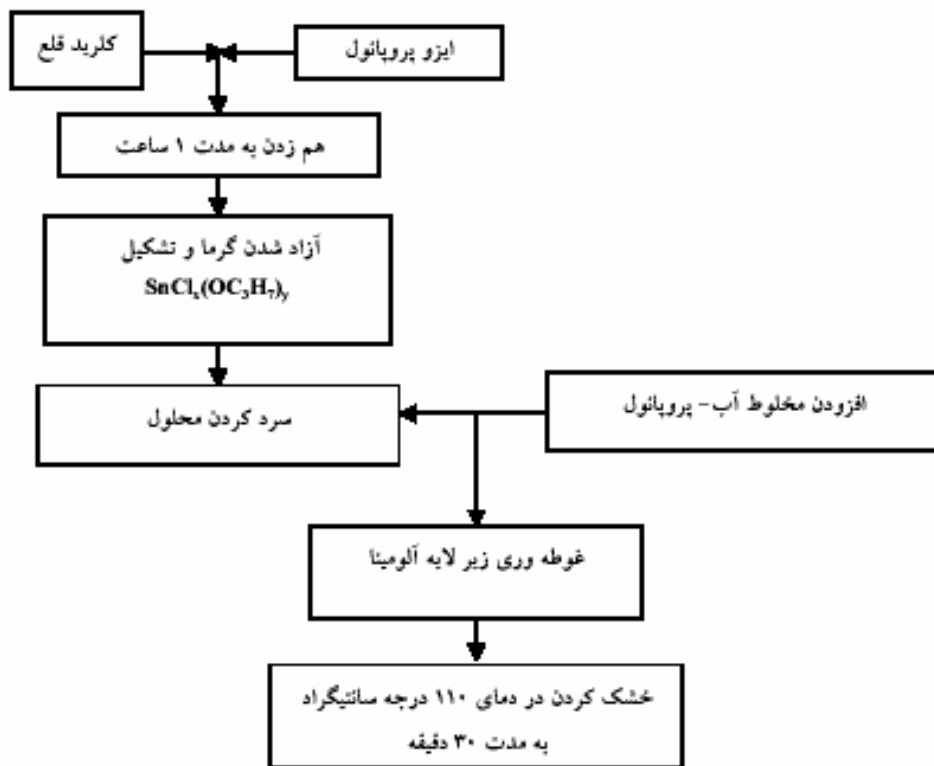 کلرید قلع
ایزو پروپانول
هم زدن به مدت ۱ ساعت
آزاد شدن گرما و تشکیل
SnClₓ(OC₃H₇)ᵧ
سرد کردن محلول
افزودن مخلوط آب- پروپانول
غوطه وری زیر لایه آلومینا
خشک کردن در دمای ۱۱۰ درجه سانتیگراد
به مدت ۳۰ دقیقه